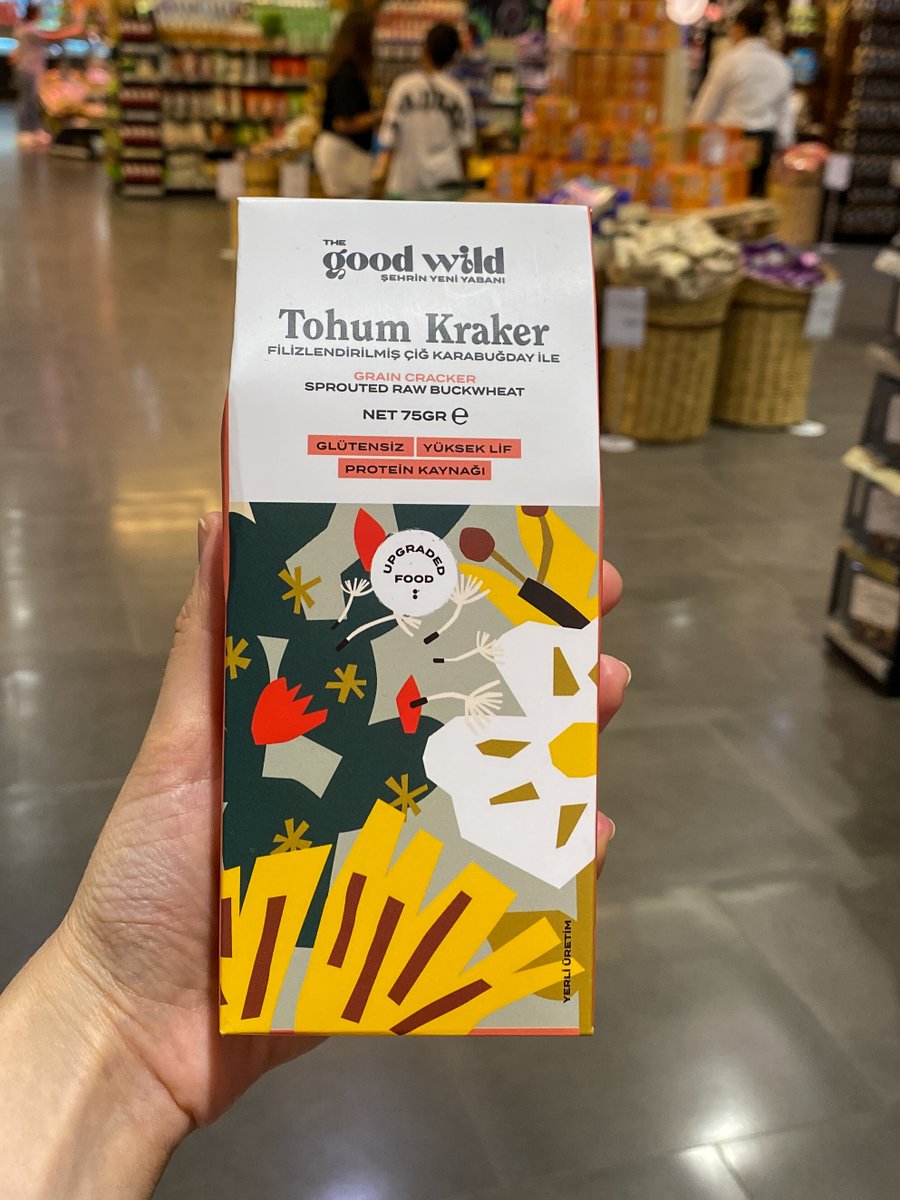 THE
good wild
ŞEHRİN YENİ YABANI
Tohum Kraker
FİLİZLENDİRİLMİŞ ÇİĞ KARABUĞDAY İLE
GRAIN CRACKER
SPROUTED RAW BUCKWHEAT
NET 75GR ℮
GLÜTENSİZ YÜKSEK LİF
PROTEİN KAYNAĞI
UPGRADED
FOOD
YERLİ ÜRETİM